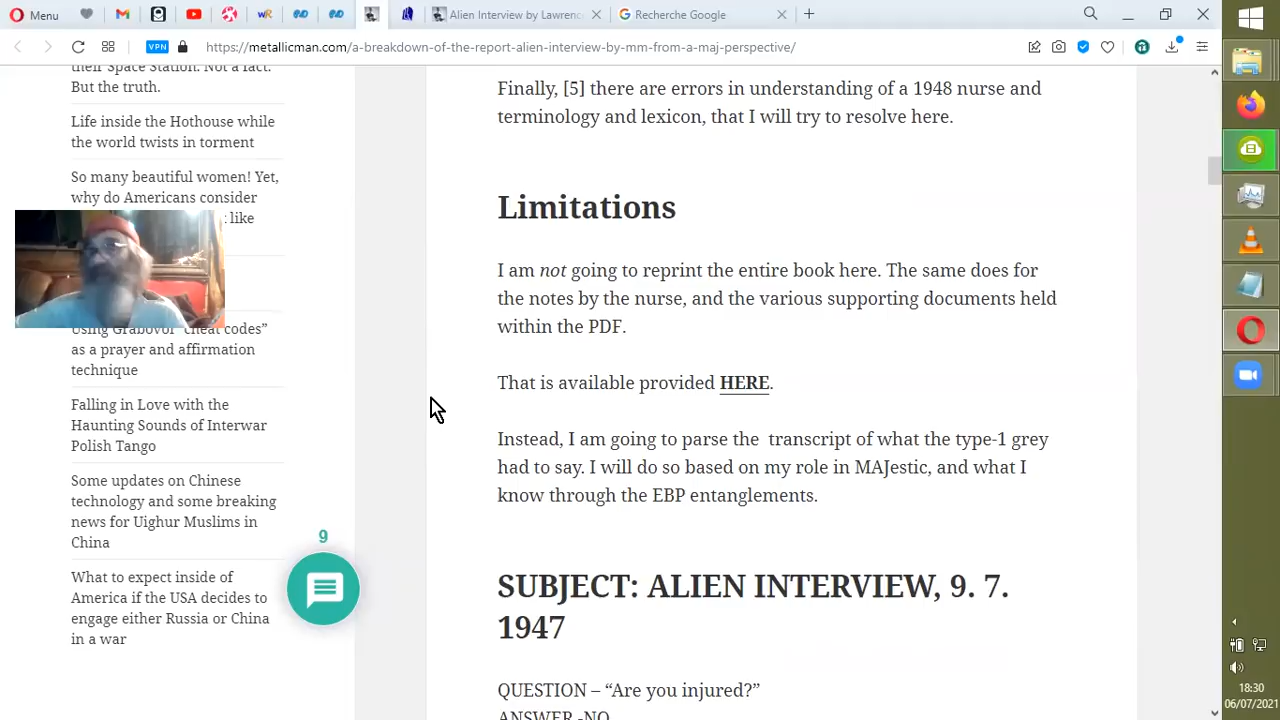 Menu
Alien Interview by Lawrenc
Recherche Google
VPN
https://metallicman.com/a-breakdown-of-the-report-alien-interview-by-mm-from-a-maj-perspective/
their Space Station. Not a fact.
But the truth.
Life inside the Hothouse while
the world twists in torment
So many beautiful women! Yet,
why do Americans consider
like
Using Grabovoi “cheat codes”
as a prayer and affirmation
technique
Falling in Love with the
Haunting Sounds of Interwar
Polish Tango
Some updates on Chinese
technology and some breaking
news for Uighur Muslims in
China
What to expect inside of
America if the USA decides to
engage either Russia or China
in a war
9
Finally, [5] there are errors in understanding of a 1948 nurse and
terminology and lexicon, that I will try to resolve here.
Limitations
I am not going to reprint the entire book here. The same does for
the notes by the nurse, and the various supporting documents held
within the PDF.
That is available provided HERE.
Instead, I am going to parse the transcript of what the type-1 grey
had to say. I will do so based on my role in MAJestic, and what I
know through the EBP entanglements.
SUBJECT: ALIEN INTERVIEW, 9. 7.
1947
QUESTION – “Are you injured?”
ANSWER -NO
18:30
06/07/2021